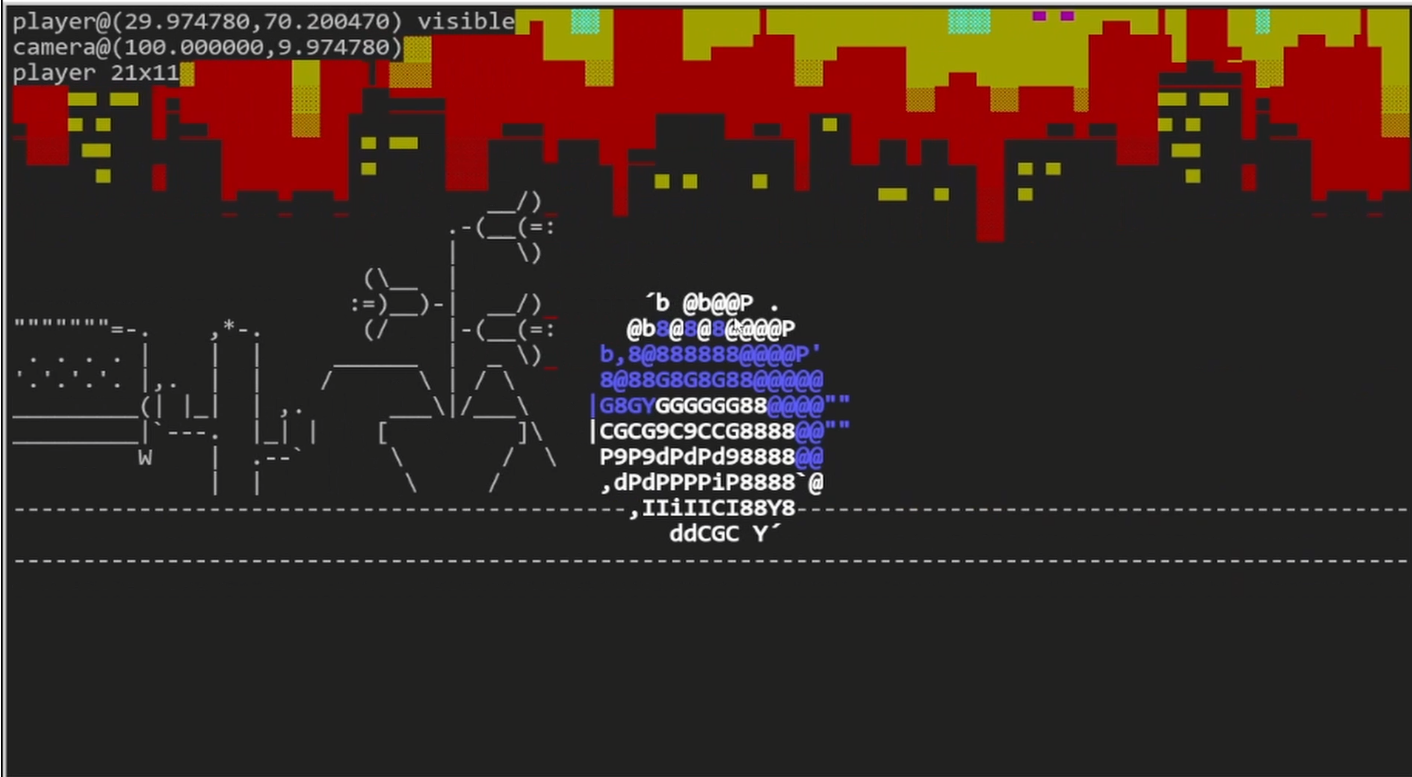 player@(29.974780,70.200470) visible
camera@(100.000000,9.974780)
player 21x11
´b @b@@P .
@b8@8@8@@@@P
b,8@888888@@@@P'
8@88G8G8G88@@@@@
|G8GYGGGGGG88@@@@""
|CGCG9C9CCG8888@@""
P9P9dPdPd98888@@
,dPdPPPPiP8888`@
,IIiIICI88Y8
ddCGC Y´
W